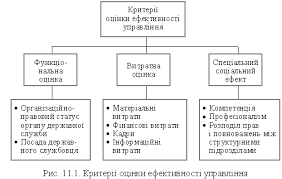 Критерії
оцінки ефективності
управління
Функціо-
нальна
оцінка
Витратна
оцінка
Спеціальний
соціальний
ефект
• Організаційно-
правовий статус
органу державної
служби
• Посада держав-
ного службовця
• Матеріальні
витрати
• Фінансові витрати
• Кадри
• Інформаційні
витрати
• Компетенція
• Професіоналізм
• Розподіл прав
і повноважень між
структурними
підрозділами
Рис. 11.1. Критерії оцінки ефективності управління